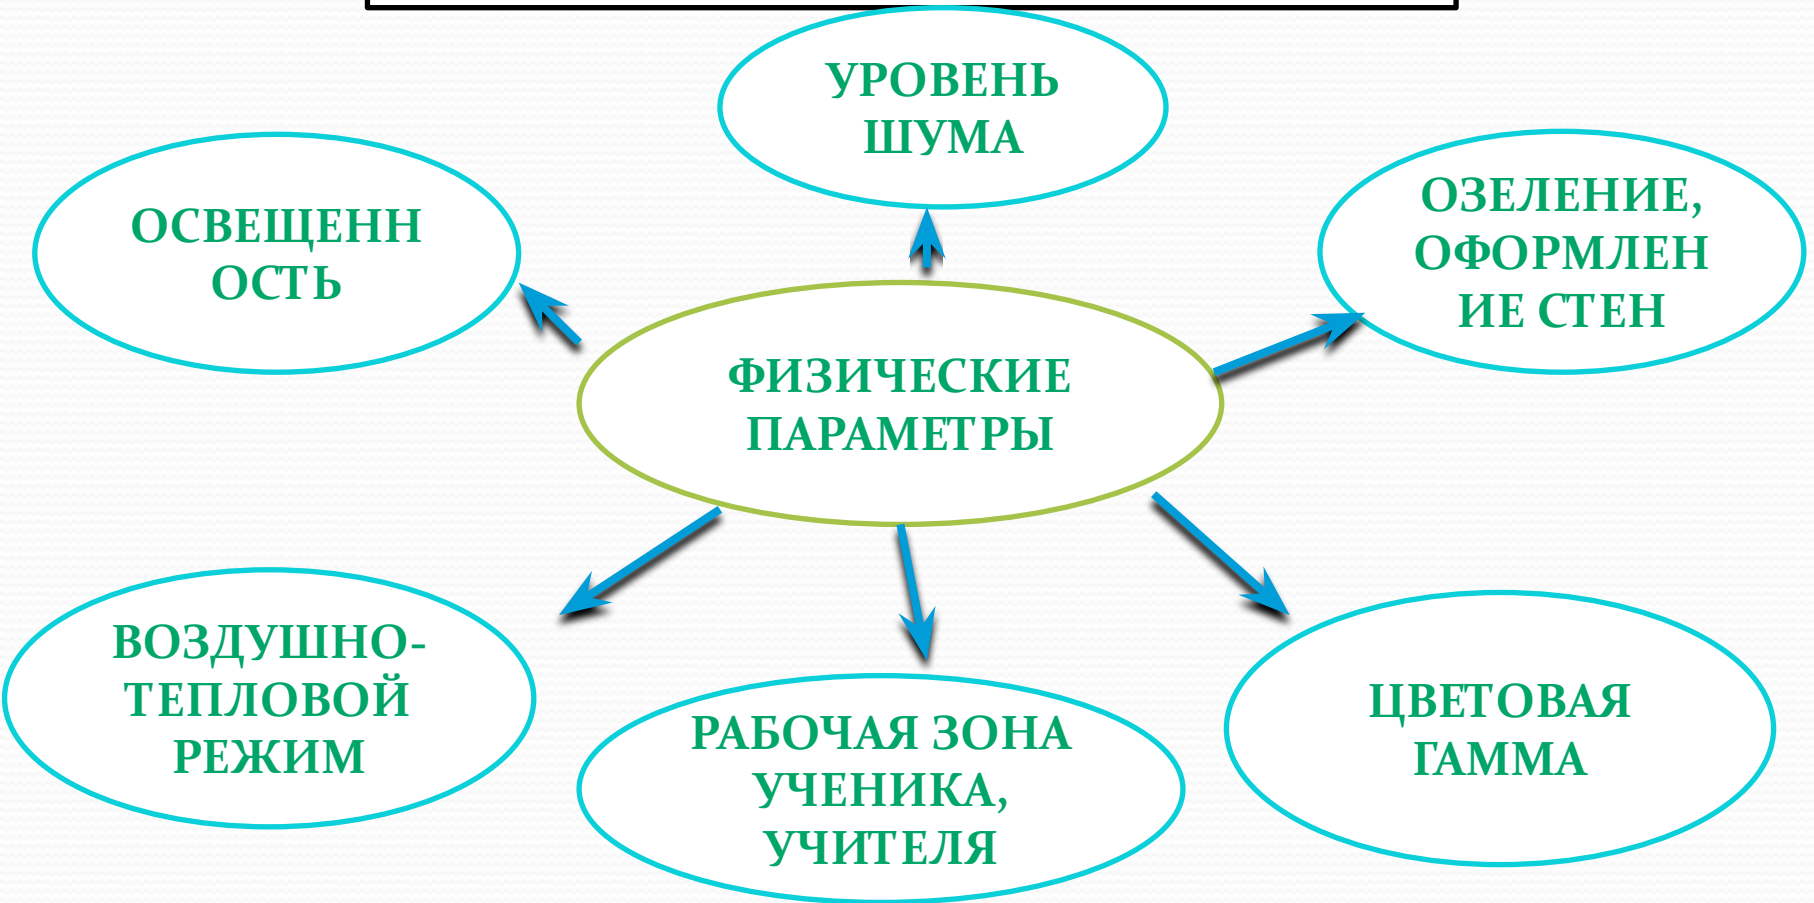 УРОВЕНЬ
ШУМА
ОСВЕЩЕНН
ОСТЬ
ОЗЕЛЕНИЕ,
ОФОРМЛЕН
ИЕ СТЕН
ФИЗИЧЕСКИЕ
ПАРАМЕТРЫ
ВОЗДУШНО-
ТЕПЛОВОЙ
РЕЖИМ
РАБОЧАЯ ЗОНА
УЧЕНИКА,
УЧИТЕЛЯ
ЦВЕТОВАЯ
ГАММА